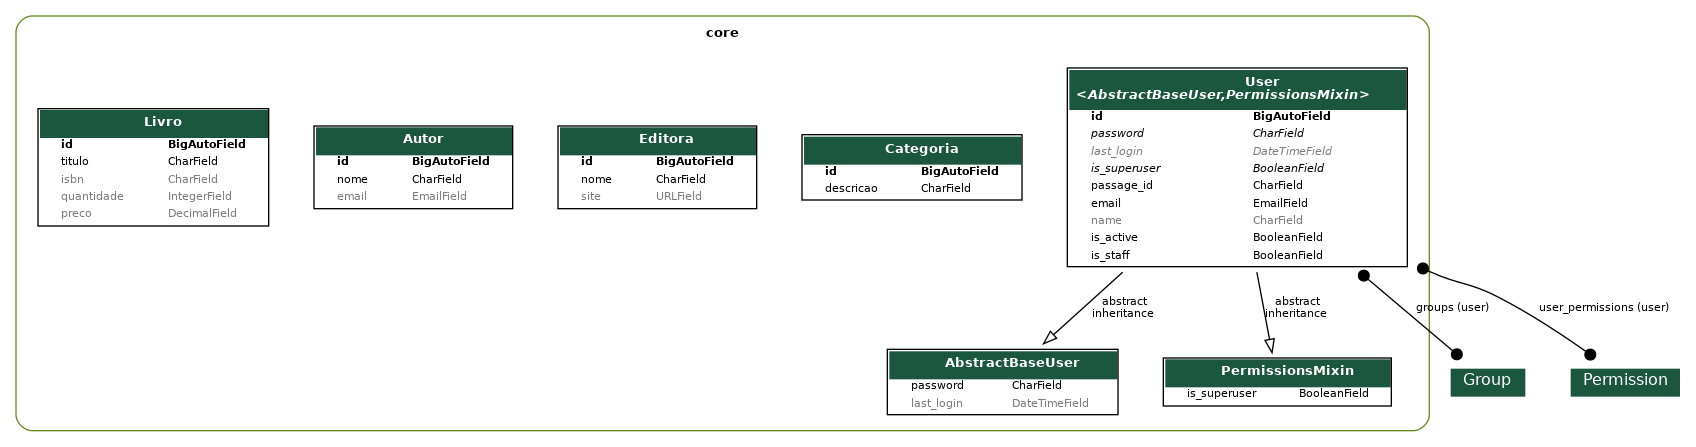 core
Livro
id BigAutoField
titulo CharField
isbn CharField
quantidade IntegerField
preco DecimalField
Autor
id BigAutoField
nome CharField
email EmailField
Editora
id BigAutoField
nome CharField
site URLField
Categoria
id BigAutoField
descricao CharField
User
<AbstractBaseUser,PermissionsMixin>
id BigAutoField
password CharField
last_login DateTimeField
is_superuser BooleanField
passage_id CharField
email EmailField
name CharField
is_active BooleanField
is_staff BooleanField
abstract
inheritance
abstract
inheritance
groups (user)
user_permissions (user)
AbstractBaseUser
password CharField
last_login DateTimeField
PermissionsMixin
is_superuser BooleanField
Group
Permission